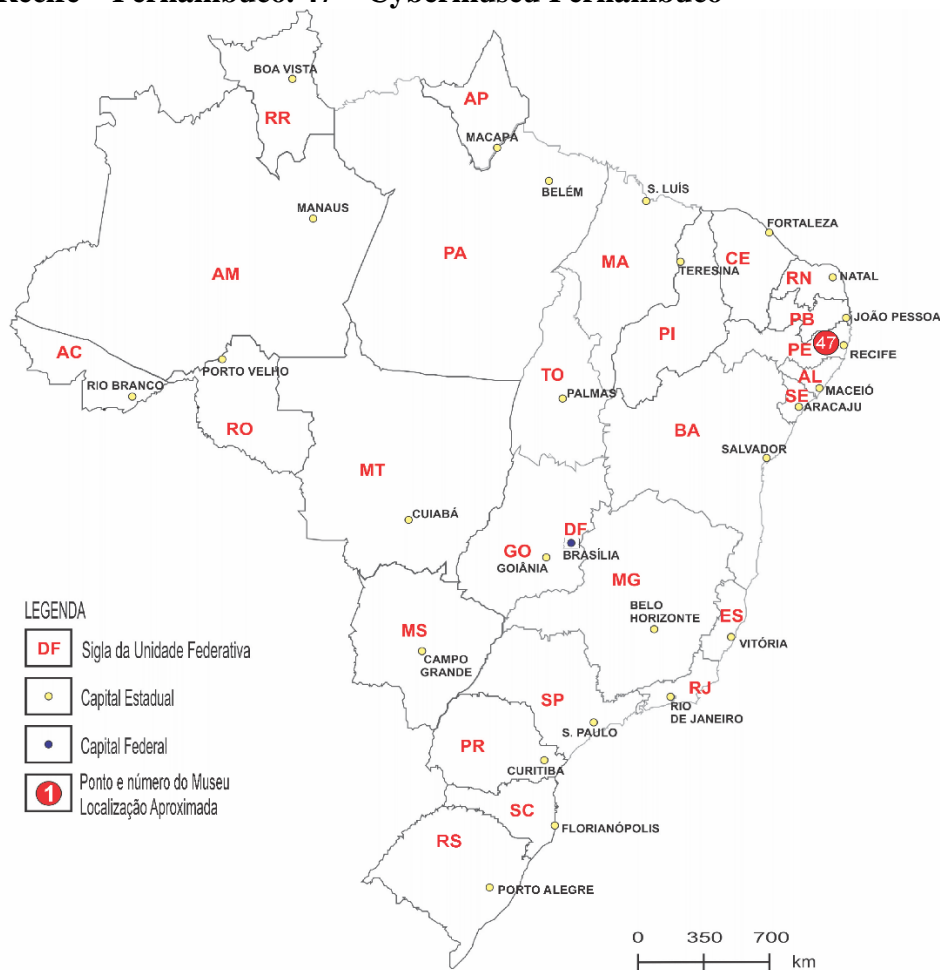 Recife – Pernambuco. 47 – Cybermuseu Pernambuco
BOA VISTA
RR
AP
MACAPÁ
BELÉM
S. LUÍS
MANAUS
FORTALEZA
PA
MA
TERESINA
CE
RN
NATAL
AM
PB
JOÃO PESSOA
PI
47
PE
RECIFE
AC
PORTO VELHO
TO
AL
RIO BRANCO
PALMAS
SE
MACEIÓ
ARACAJU
RO
BA
MT
SALVADOR
CUIABÁ
DF
GO
BRASÍLIA
GOIÂNIA
MG
LEGENDA
BELO
HORIZONTE
ES
DF Sigla da Unidade Federativa
MS
VITÓRIA
CAMPO
GRANDE
RJ
Capital Estadual
SP
RIO
DE JANEIRO
S. PAULO
Capital Federal
PR
CURITIBA
1 Ponto e número do Museu
Localização Aproximada
SC
FLORIANÓPOLIS
RS
PORTO ALEGRE
0 350 700
km